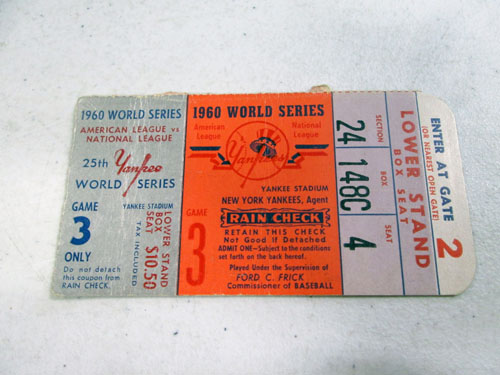 1960 WORLD SERIES
AMERICAN LEAGUE vs
NATIONAL LEAGUE
25th Yankee
WORLD SERIES
GAME
3
ONLY
Do not detach
this coupon from
RAIN CHECK.
YANKEE STADIUM
LOWER STAND
BOX SEAT $10.50
TAX INCLUDED
1960 WORLD SERIES
American League
National League
Yankees
GAME
3
YANKEE STADIUM
NEW YORK YANKEES, Agent
RAIN CHECK
RETAIN THIS CHECK
Not Good If Detached
ADMIT ONE—Subject to the conditions
set forth on the back hereof.
Played Under the Supervision of
FORD C. FRICK
Commissioner of BASEBALL
SECTION
24
BOX
148C
SEAT
4
LOWER STAND
BOX SEAT
ENTER AT GATE
(OR NEAREST OPEN GATE)
2